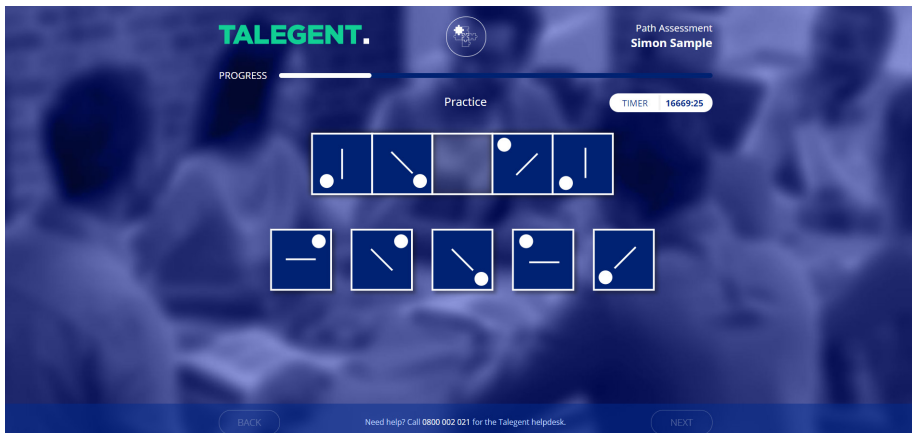 TALEGENT.
Path Assessment
Simon Sample
PROGRESS
Practice
TIMER 16669:25
BACK
Need help? Call 0800 002 021 for the Talegent helpdesk.
NEXT